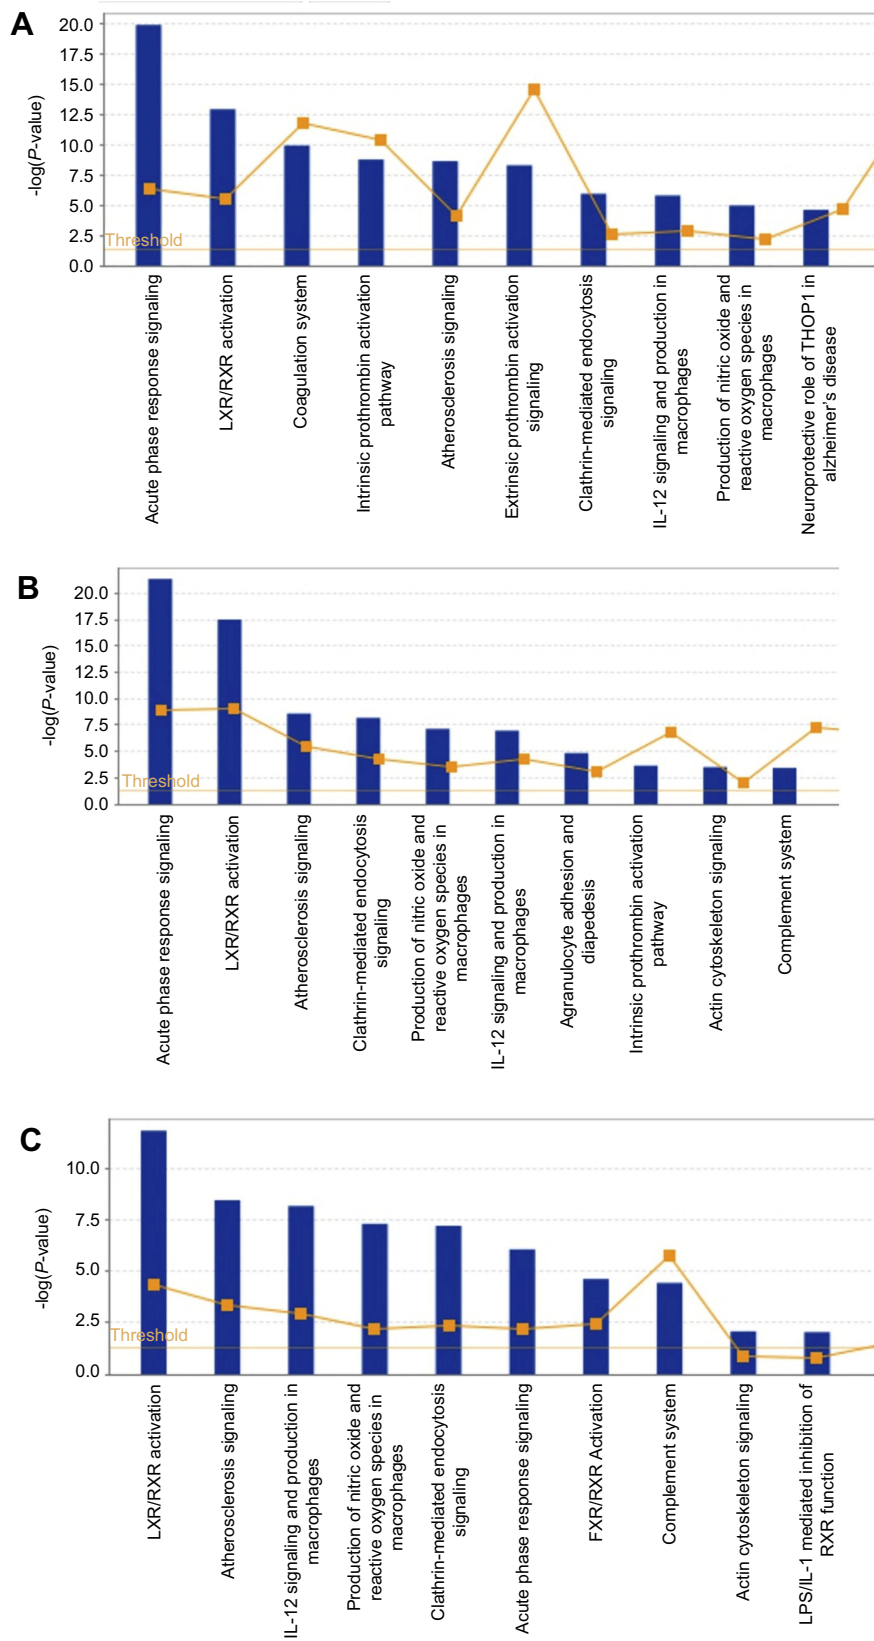 A
-log(P-value)
20.0
17.5
15.0
12.5
10.0
7.5
5.0
2.5
0.0
Threshold
Acute phase response signaling
LXR/RXR activation
Coagulation system
Intrinsic prothrombin activation
pathway
Atherosclerosis signaling
Extrinsic prothrombin activation
signaling
Clathrin-mediated endocytosis
signaling
IL-12 signaling and production in
macrophages
Production of nitric oxide and
reactive oxygen species in
macrophages
Neuroprotective role of THOP1 in
alzheimer's disease
B
-log(P-value)
20.0
17.5
15.0
12.5
10.0
7.5
5.0
2.5
0.0
Threshold
Acute phase response signaling
LXR/RXR activation
Atherosclerosis signaling
Clathrin-mediated endocytosis
signaling
Production of nitric oxide and
reactive oxygen species in
macrophages
IL-12 signaling and production in
macrophages
Agranulocyte adhesion and
diapedesis
Intrinsic prothrombin activation
pathway
Actin cytoskeleton signaling
Complement system
C
-log(P-value)
10.0
7.5
5.0
2.5
0.0
Threshold
LXR/RXR activation
Atherosclerosis signaling
IL-12 signaling and production in
macrophages
Production of nitric oxide and
reactive oxygen species in
macrophages
Clathrin-mediated endocytosis
signaling
Acute phase response signaling
FXR/RXR Activation
Complement system
Actin cytoskeleton signaling
LPS/IL-1 mediated inhibition of
RXR function